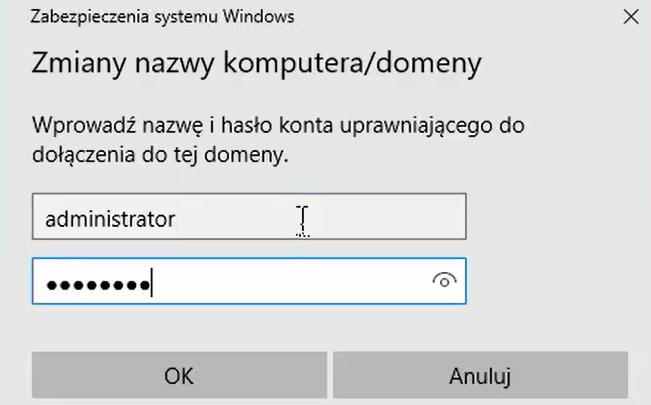 Zabezpieczenia systemu Windows
Zmiany nazwy komputera/domeny
Wprowadź nazwę i hasło konta uprawniającego do
dołączenia do tej domeny.
administrator
●●●●●●●●
OK Anuluj